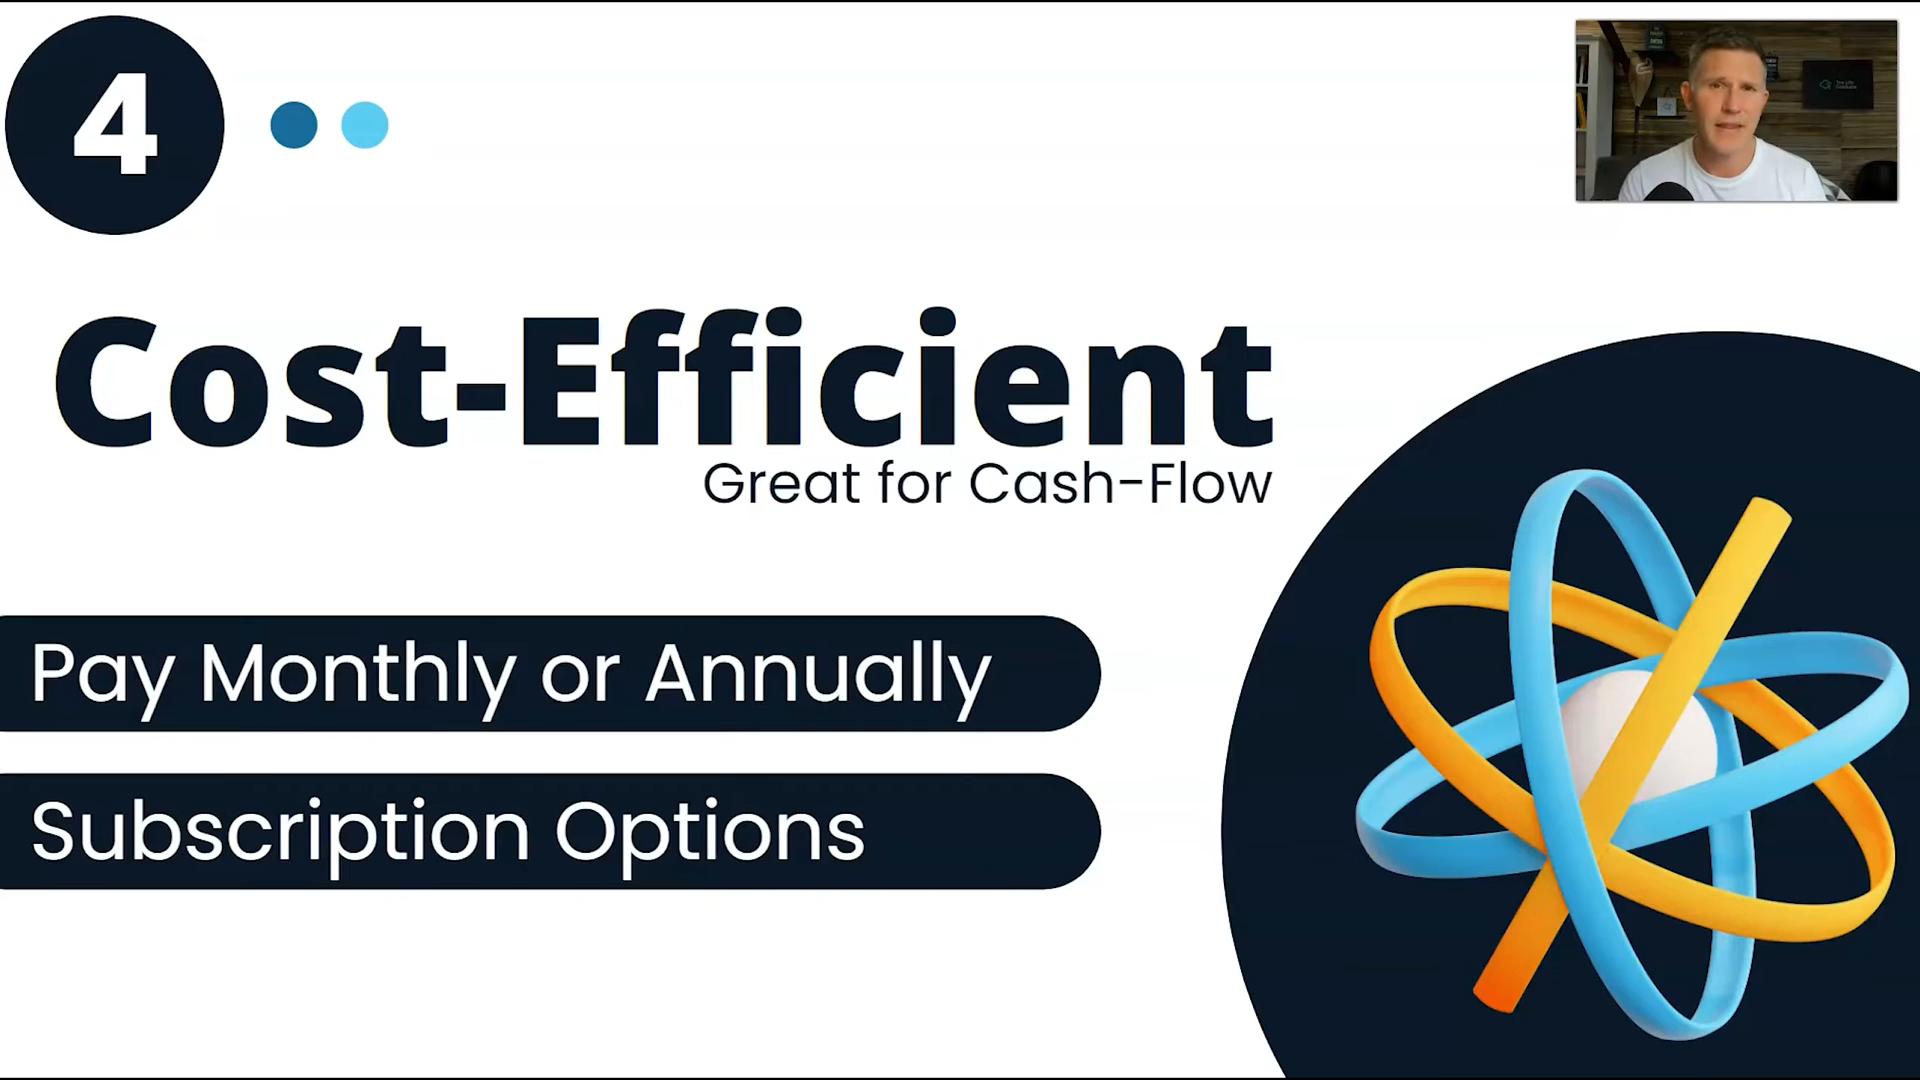 4
Cost-Efficient
Great for Cash-Flow
Pay Monthly or Annually
Subscription Options